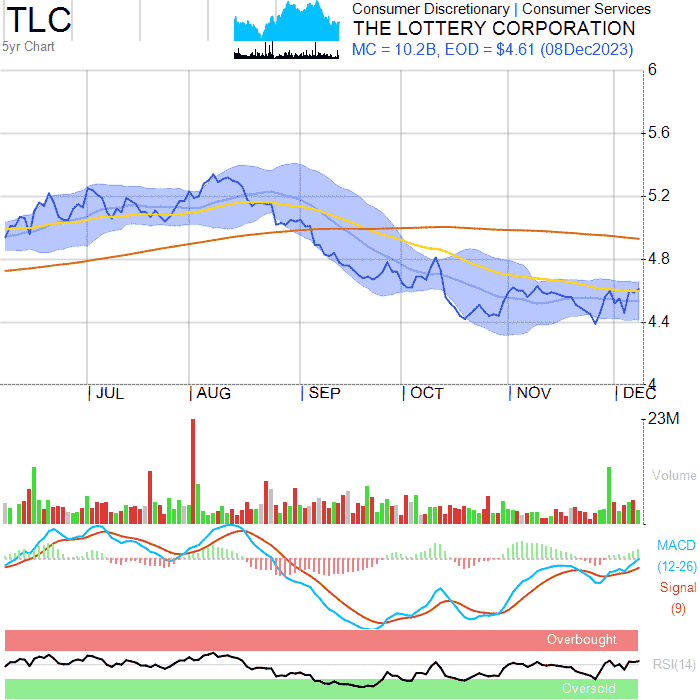 TLC
5yr Chart
Consumer Discretionary | Consumer Services
THE LOTTERY CORPORATION
MC = 10.2B, EOD = $4.61 (08Dec2023)
6
5.6
5.2
4.8
4.4
4
JUL AUG SEP OCT NOV DEC
23M
Volume
MACD
(12-26)
Signal
(9)
Overbought
RSI(14)
Oversold